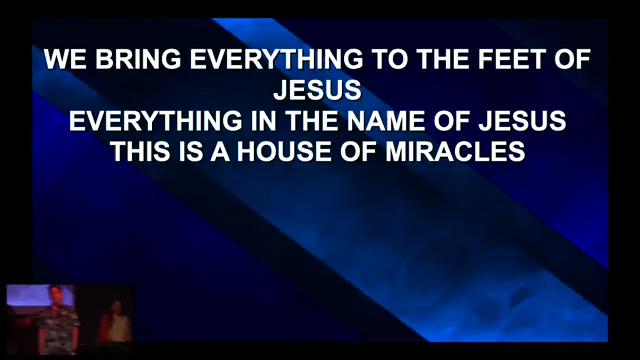 WE BRING EVERYTHING TO THE FEET OF
JESUS
EVERYTHING IN THE NAME OF JESUS
THIS IS A HOUSE OF MIRACLES